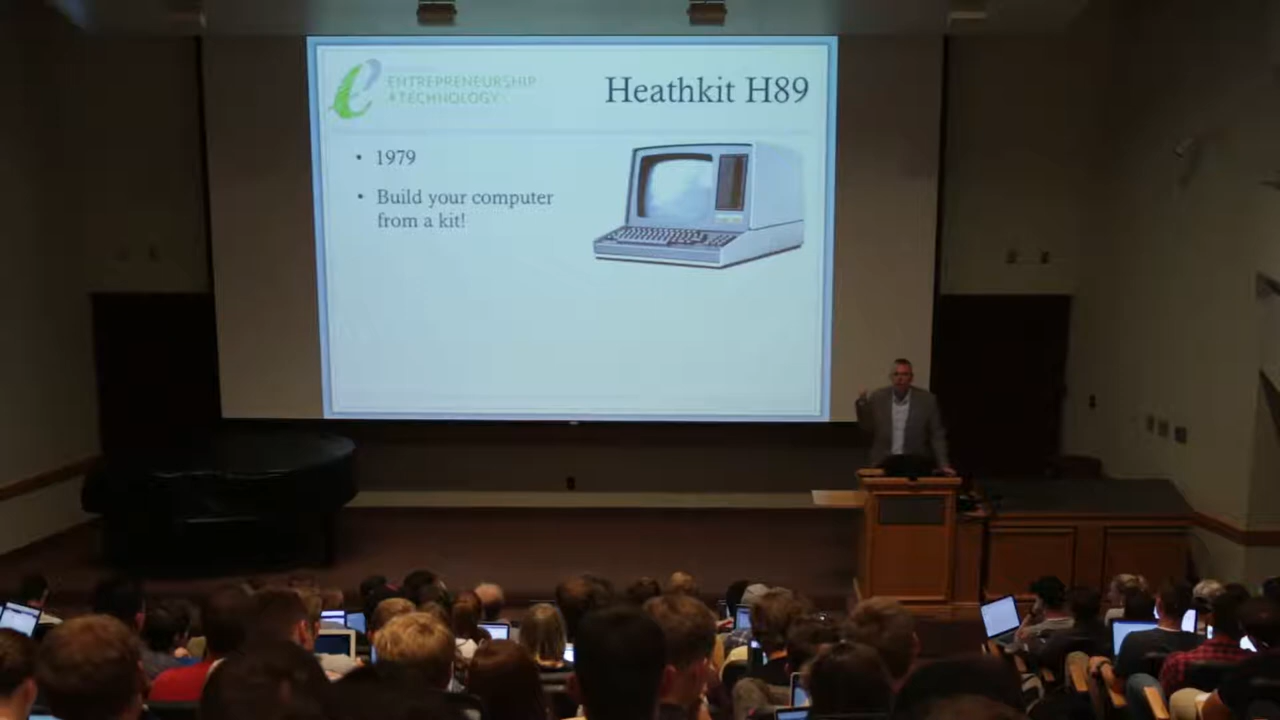 ENTREPRENEURSHIP
+TECHNOLOGY
Heathkit H89
• 1979
• Build your computer
from a kit!